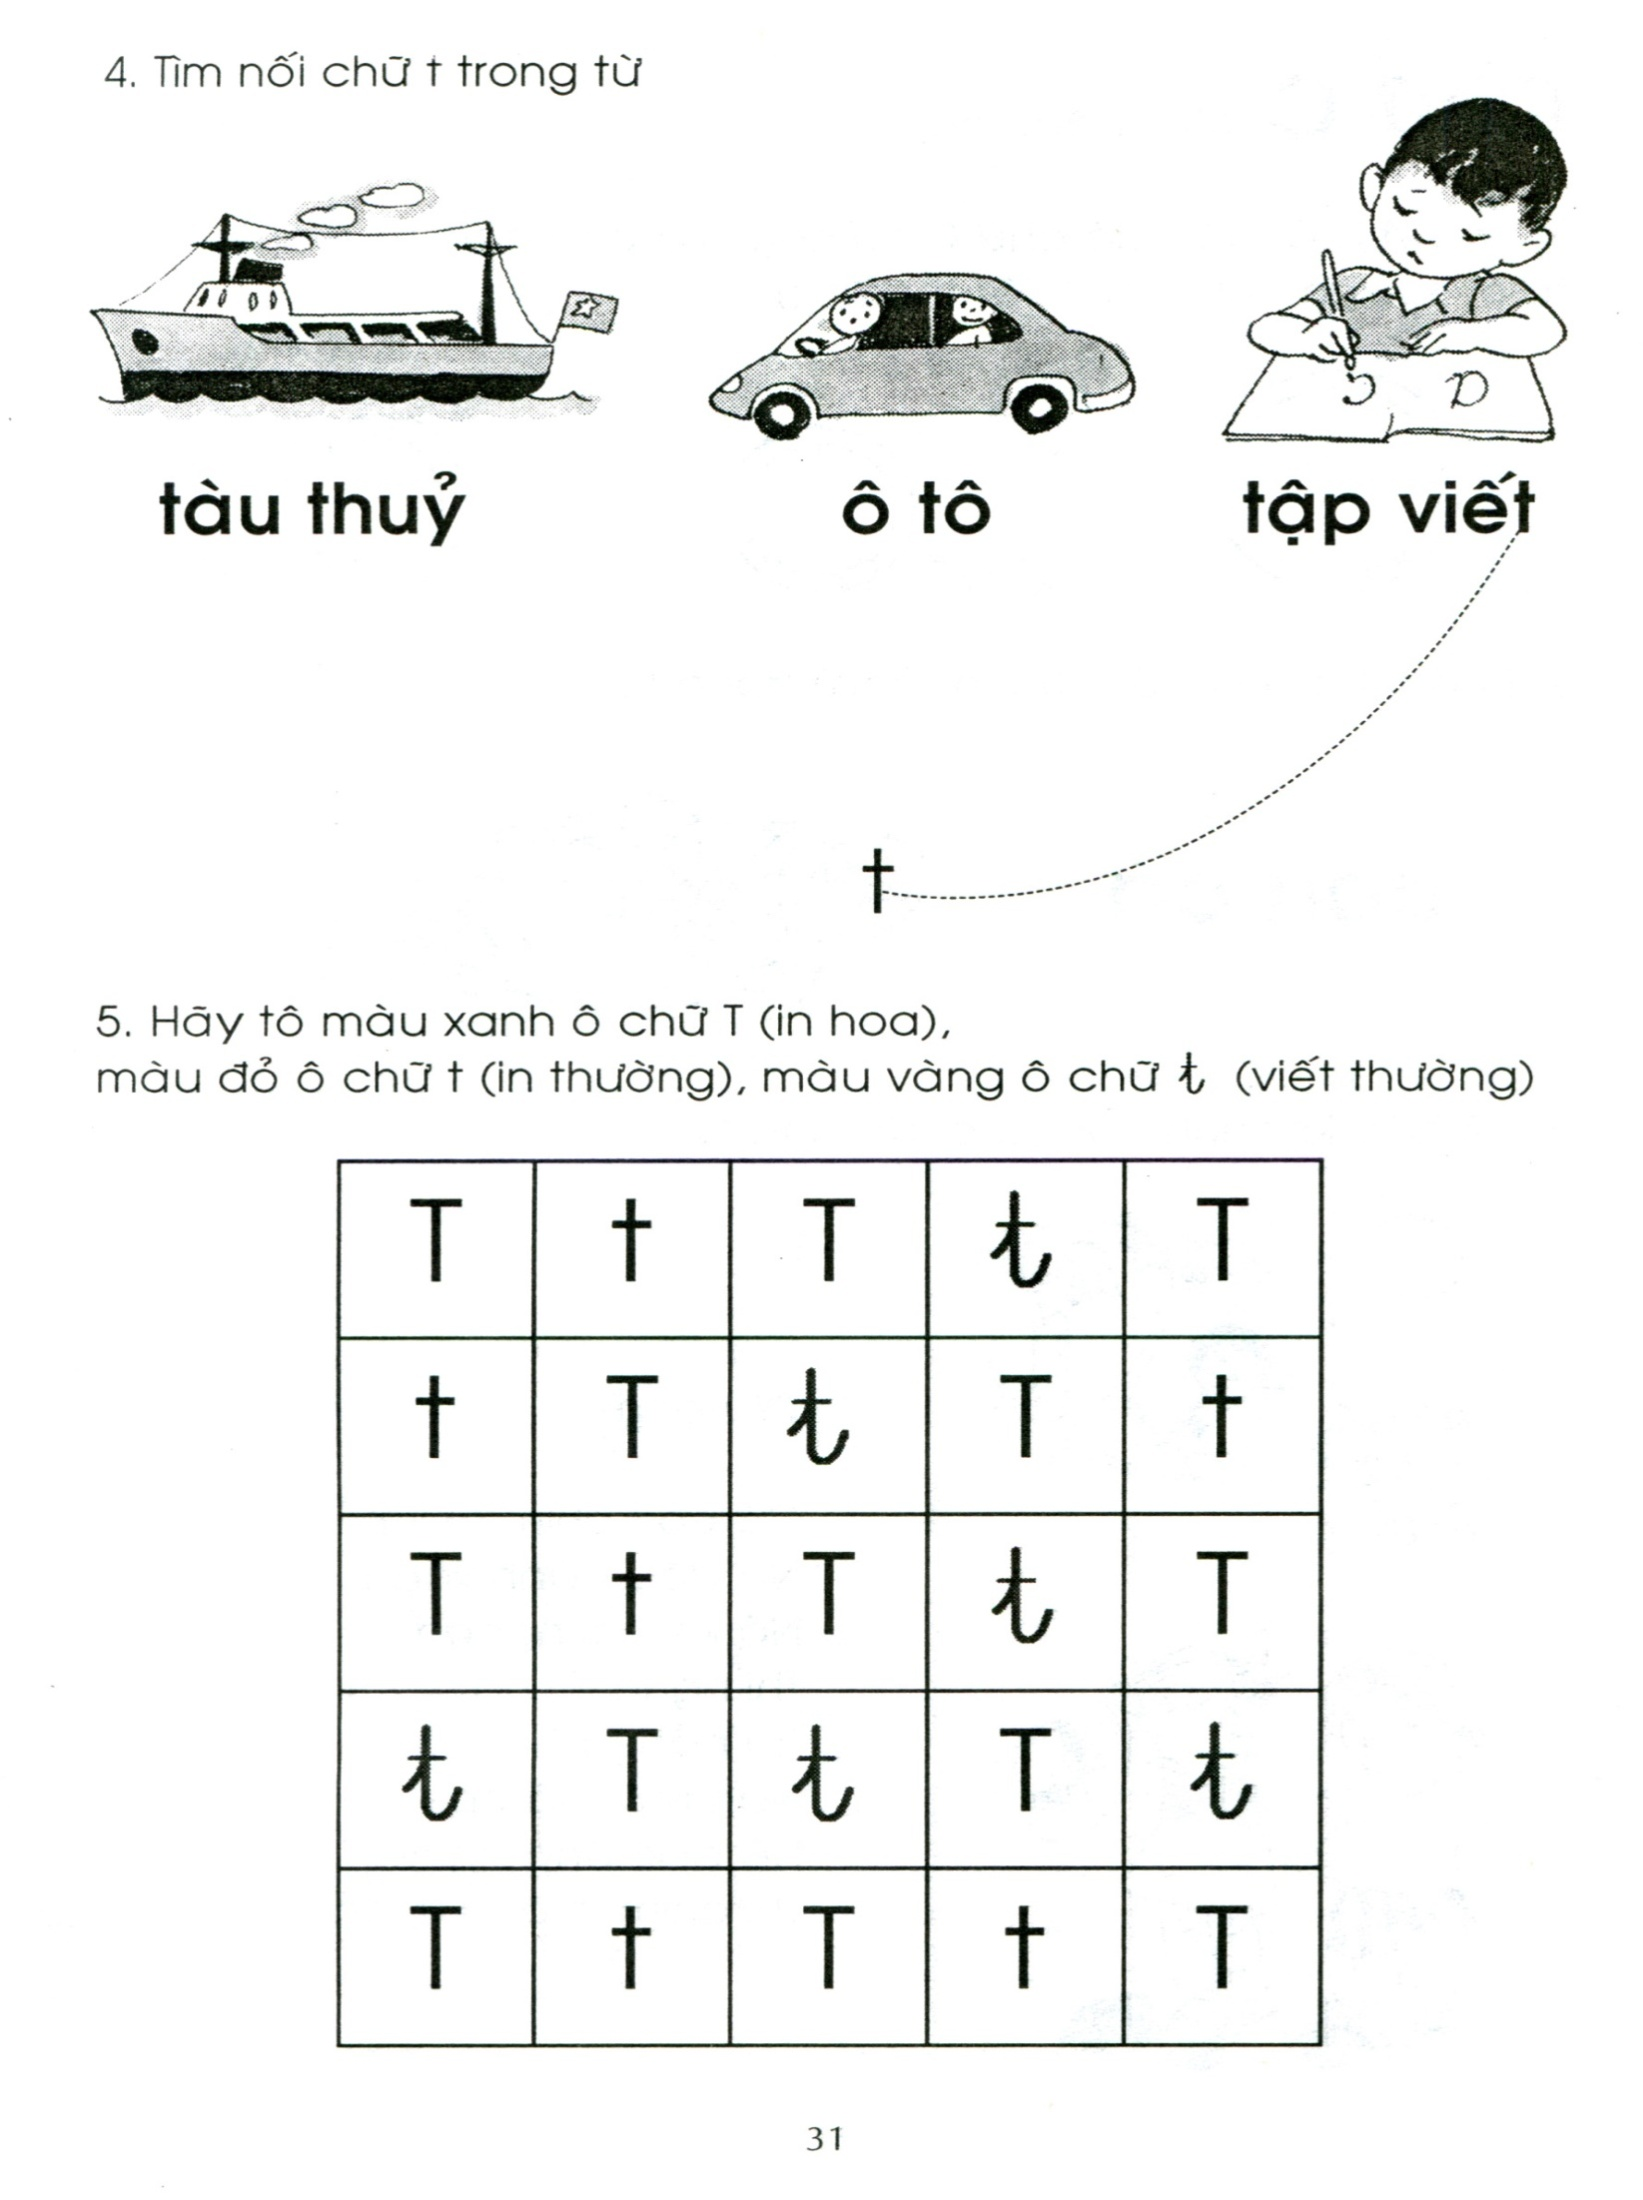 4. Tìm nối chữ t trong từ
tàu thuỷ ô tô tập viết
t
5. Hãy tô màu xanh ô chữ T (in hoa),
màu đỏ ô chữ t (in thường), màu vàng ô chữ t (viết thường)
T t T t T
t T t T t
T t T t T
t T t T t
T t T t T
31